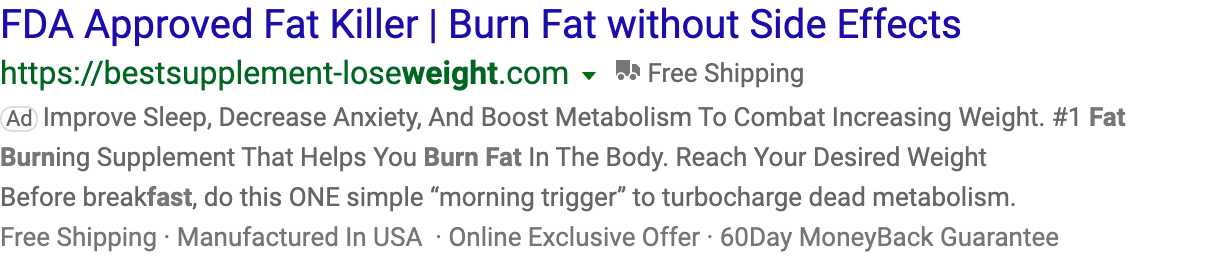 FDA Approved Fat Killer | Burn Fat without Side Effects
https://bestsupplement-loseweight.com ▼ Free Shipping
Ad Improve Sleep, Decrease Anxiety, And Boost Metabolism To Combat Increasing Weight. #1 Fat
Burning Supplement That Helps You Burn Fat In The Body. Reach Your Desired Weight
Before breakfast, do this ONE simple “morning trigger” to turbocharge dead metabolism.
Free Shipping · Manufactured In USA · Online Exclusive Offer · 60Day MoneyBack Guarantee